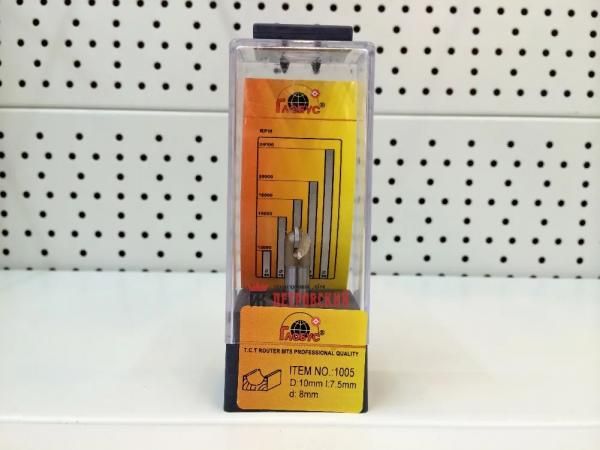 ГЛОБУС®
RPM
24000
20000
16000
14000
12000
ПЕТРОВСКИЙ
ГЛОБУС®
T.C.T ROUTER BITS PROFESSIONAL QUALITY
ITEM NO.:1005
D:10mm l:7.5mm
d: 8mm